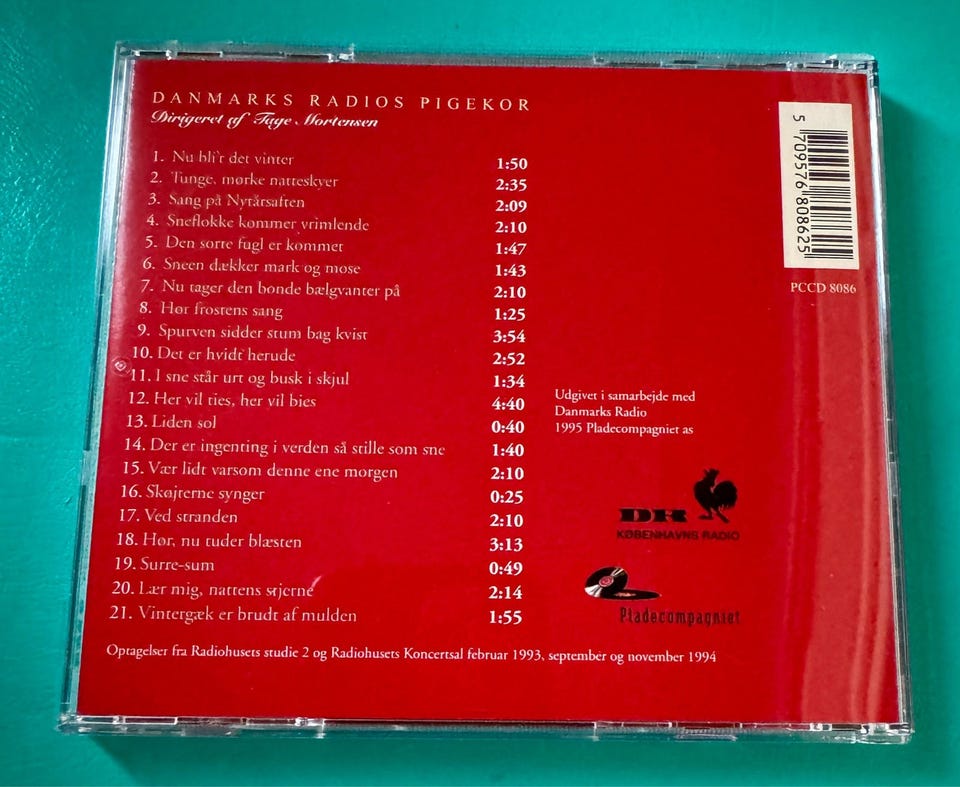 DANMARKS RADIOS PIGEKOR
Dirigeret af Tage Mortensen
1. Nu bli'r det vinter 1:50
2. Tunge, mørke natteskyer 2:35
3. Sang på Nytårsaften 2:09
4. Sneflokke kommer vrimlende 2:10
5. Den sorte fugl er kommet 1:47
6. Sneen dækker mark og mose 1:43
7. Nu tager den bonde bælgvanter på 2:10
8. Hør frostens sang 1:25
9. Spurven sidder stum bag kvist 3:54
10. Det er hvidt herude 2:52
11. I sne står urt og busk i skjul 1:34
12. Her vil ties, her vil bies 4:40
13. Liden sol 0:40
14. Der er ingenting i verden så stille som sne 1:40
15. Vær lidt varsom denne ene morgen 2:10
16. Skøjterne synger 0:25
17. Ved stranden 2:10
18. Hør, nu tuder blæsten 3:13
19. Surre-sum 0:49
20. Lær mig, nattens stjerne 2:14
21. Vintergæk er brudt af mulden 1:55
Optagelser fra Radiohusets studie 2 og Radiohusets Koncertsal februar 1993, september og november 1994
5 709576 808625
PCCD 8086
Udgivet i samarbejde med
Danmarks Radio
1995 Pladecompagniet as
DR
KØBENHAVNS RADIO
Pladecompagniet